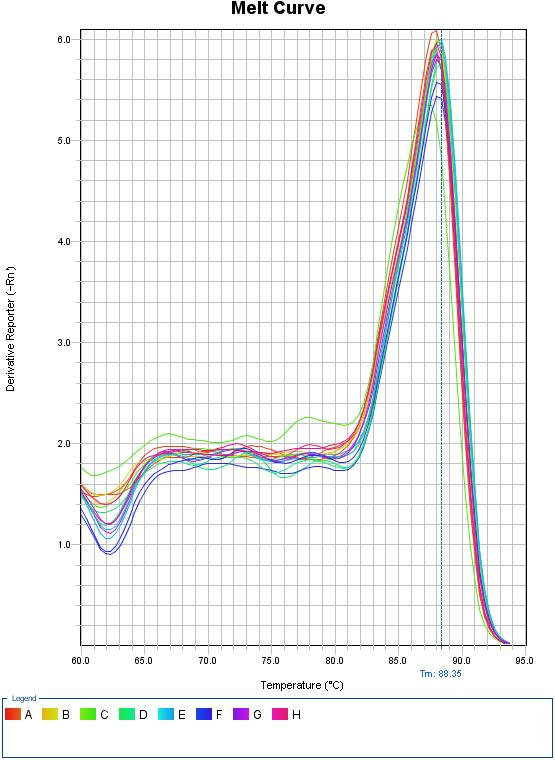 Melt Curve
6.0
5.0
4.0
3.0
2.0
1.0
Derivative Reporter (-Rn')
60.0 65.0 70.0 75.0 80.0 85.0 90.0 95.0
Tm: 88.35
Temperature (°C)
Legend
A B C D E F G H